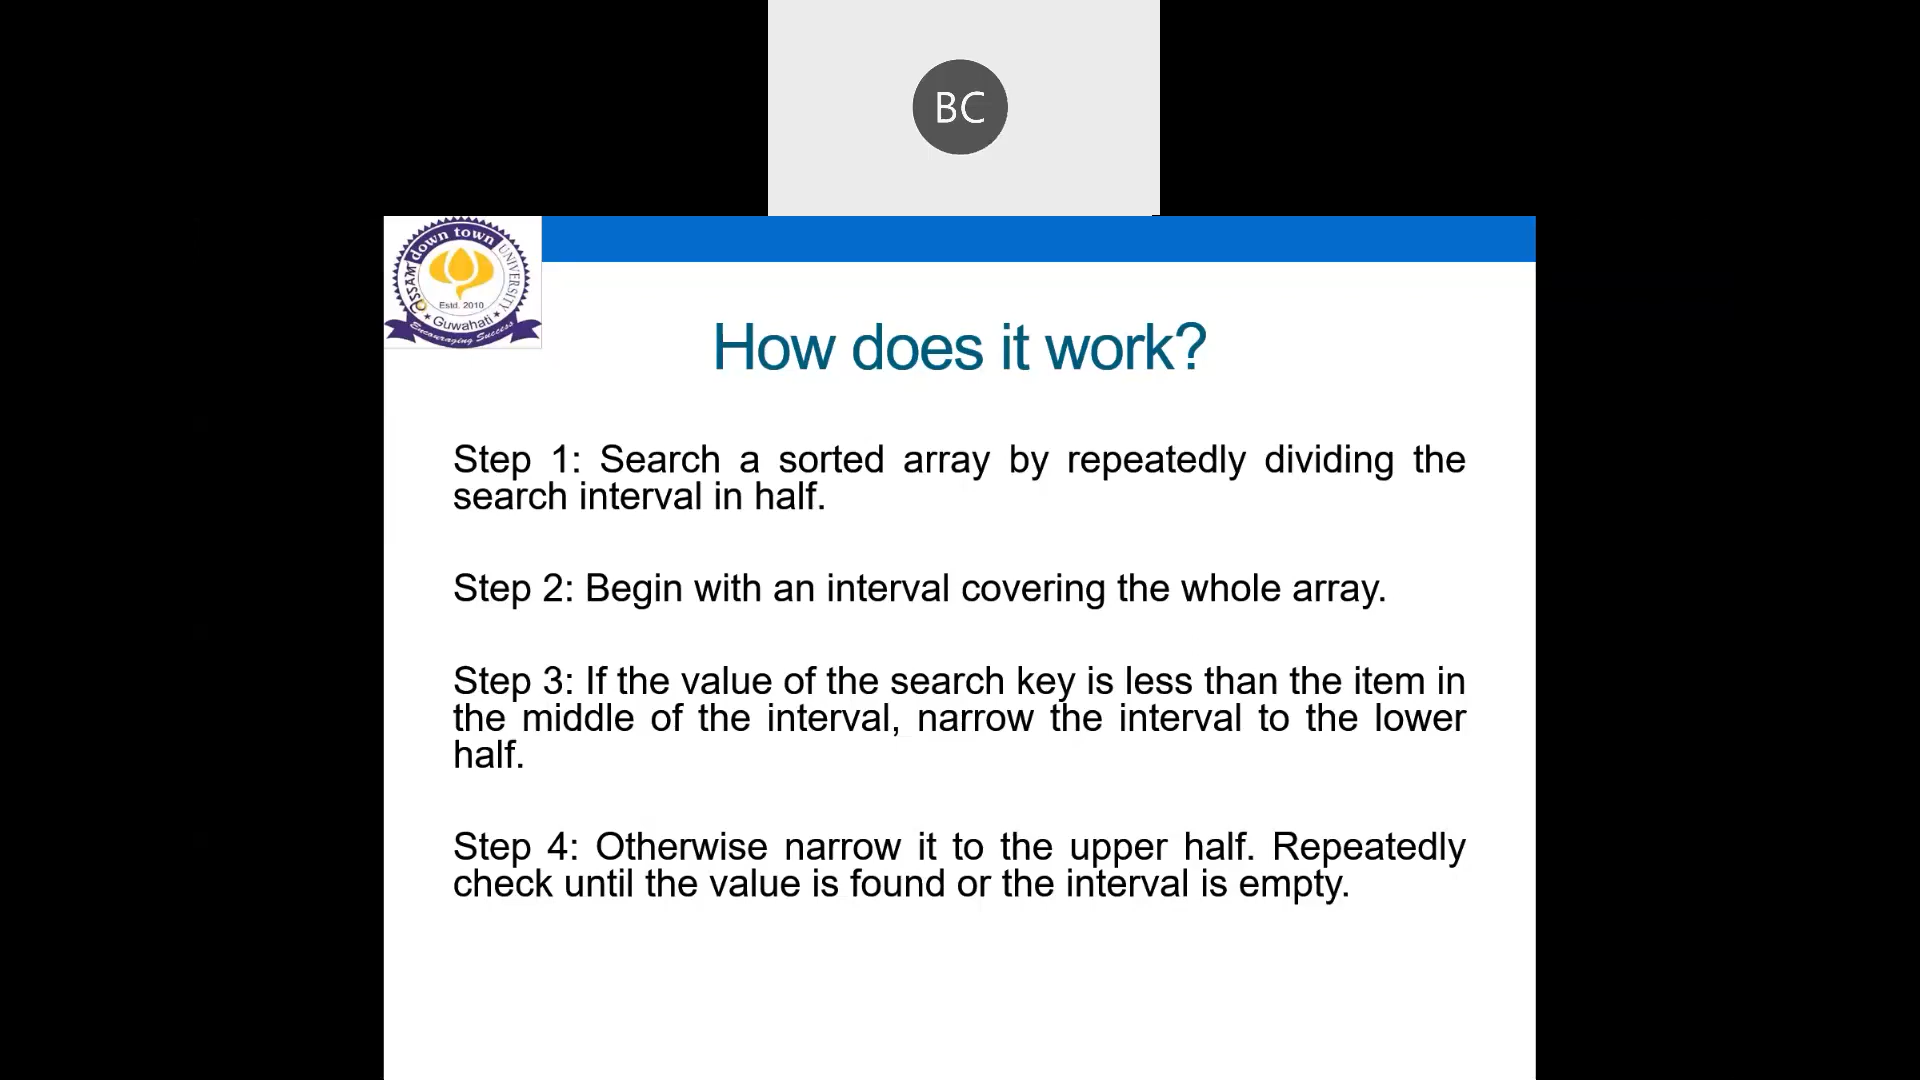 BC
assam down town UNIVERSITY
Estd. 2010
Guwahati
Encouraging Success
How does it work?
Step 1: Search a sorted array by repeatedly dividing the
search interval in half.
Step 2: Begin with an interval covering the whole array.
Step 3: If the value of the search key is less than the item in
the middle of the interval, narrow the interval to the lower
half.
Step 4: Otherwise narrow it to the upper half. Repeatedly
check until the value is found or the interval is empty.